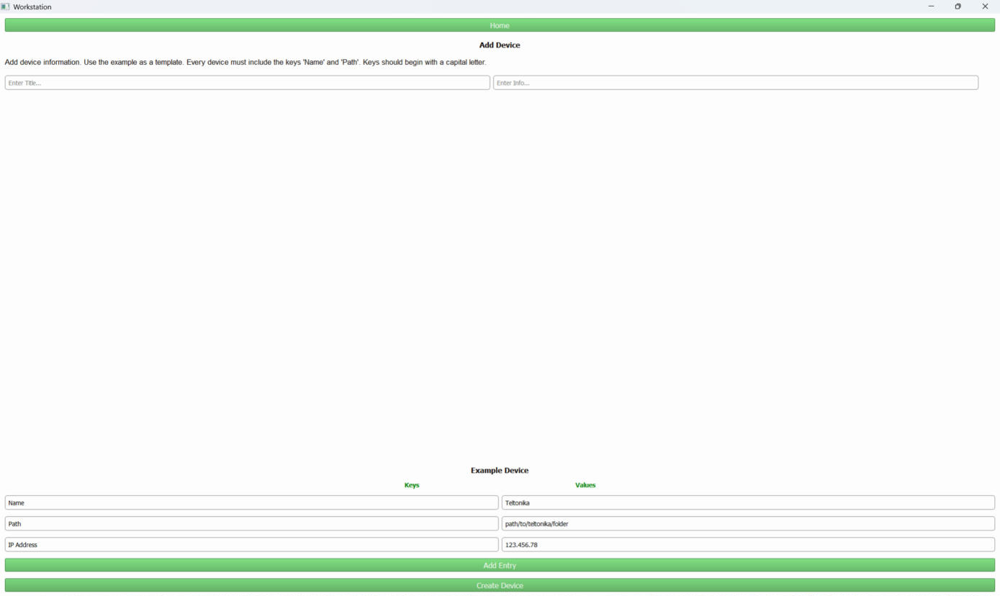 Workstation
Home
Add Device
Add device information. Use the example as a template. Every device must include the keys 'Name' and 'Path'. Keys should begin with a capital letter.
Enter Title... Enter Info...
Example Device
Keys Values
Name Teltonika
Path path/to/teltonika/folder
IP Address 123.456.78
Add Entry
Create Device